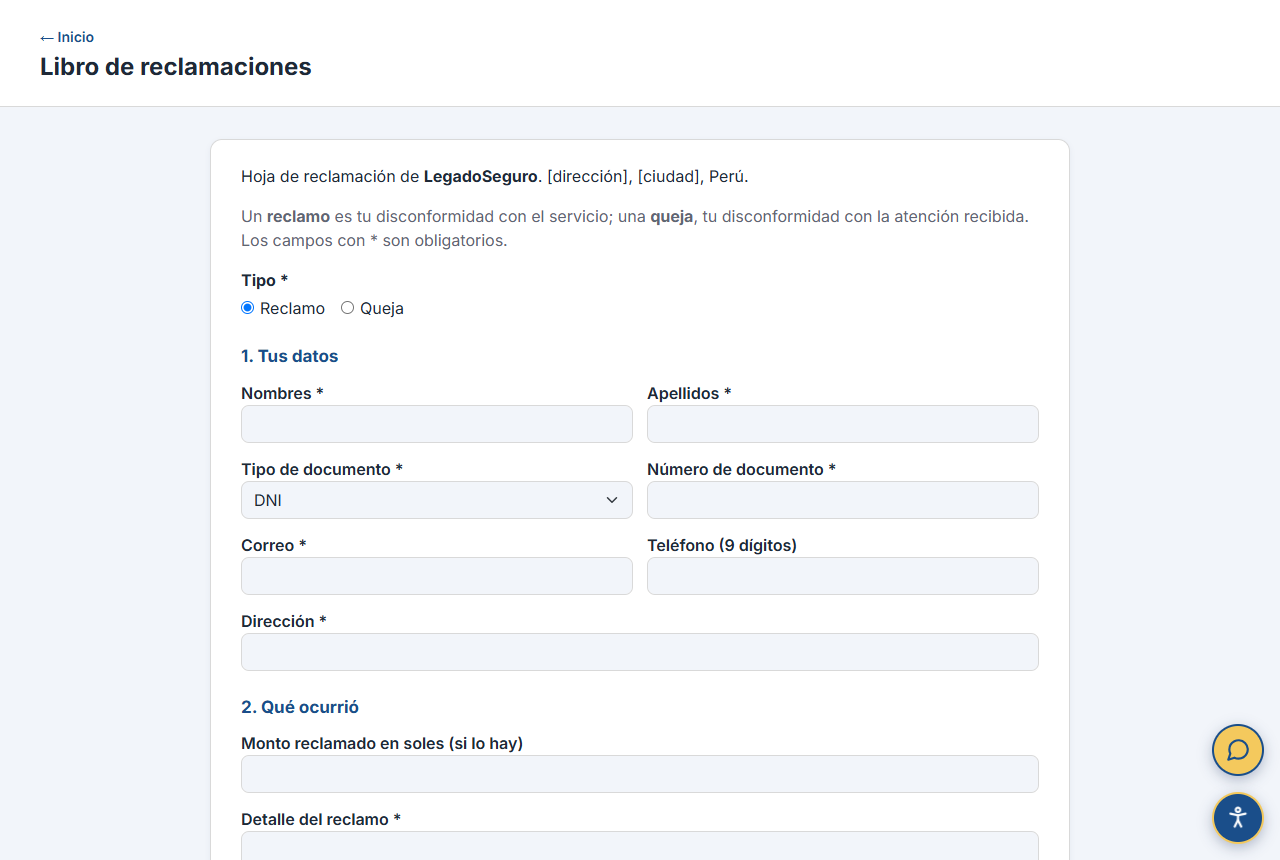 ← Inicio
Libro de reclamaciones
Hoja de reclamación de LegadoSeguro. [dirección], [ciudad], Perú.
Un reclamo es tu disconformidad con el servicio; una queja, tu disconformidad con la atención recibida.
Los campos con * son obligatorios.
Tipo *
Reclamo Queja
1. Tus datos
Nombres * Apellidos *
Tipo de documento * Número de documento *
DNI
Correo * Teléfono (9 dígitos)
Dirección *
2. Qué ocurrió
Monto reclamado en soles (si lo hay)
Detalle del reclamo *